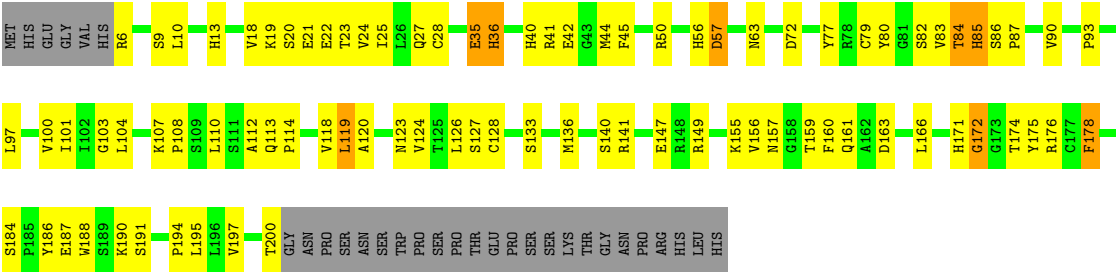 MET HIS GLU GLY VAL HIS R6 S9 L10 H13 V18 K19 S20 E21 E22 T23 V24 I25 L26 Q27 C28 E35 H36 H40 R41 E42 G43 M44 F45 R50 H56 D57 N63 D72 Y77 R78 C79 Y80 G81 S82 V83 T84 H85 S86 P87 V90 P93
L97 V100 I101 I102 G103 L104 K107 P108 S109 L110 S111 A112 Q113 P114 V118 L119 A120 N123 V124 T125 L126 S127 C128 S133 M136 S140 R141 E147 R148 R149 K155 V156 N157 G158 T159 F160 Q161 A162 D163 L166 H171 G172 G173 T174 Y175 R176 C177 F178
S184 P185 Y186 E187 W188 S189 K190 S191 P194 L195 L196 V197 T200 GLY ASN PRO SER ASN SER TRP PRO SER PRO THR GLU PRO SER SER LYS THR GLY ASN PRO ARG HIS LEU HIS